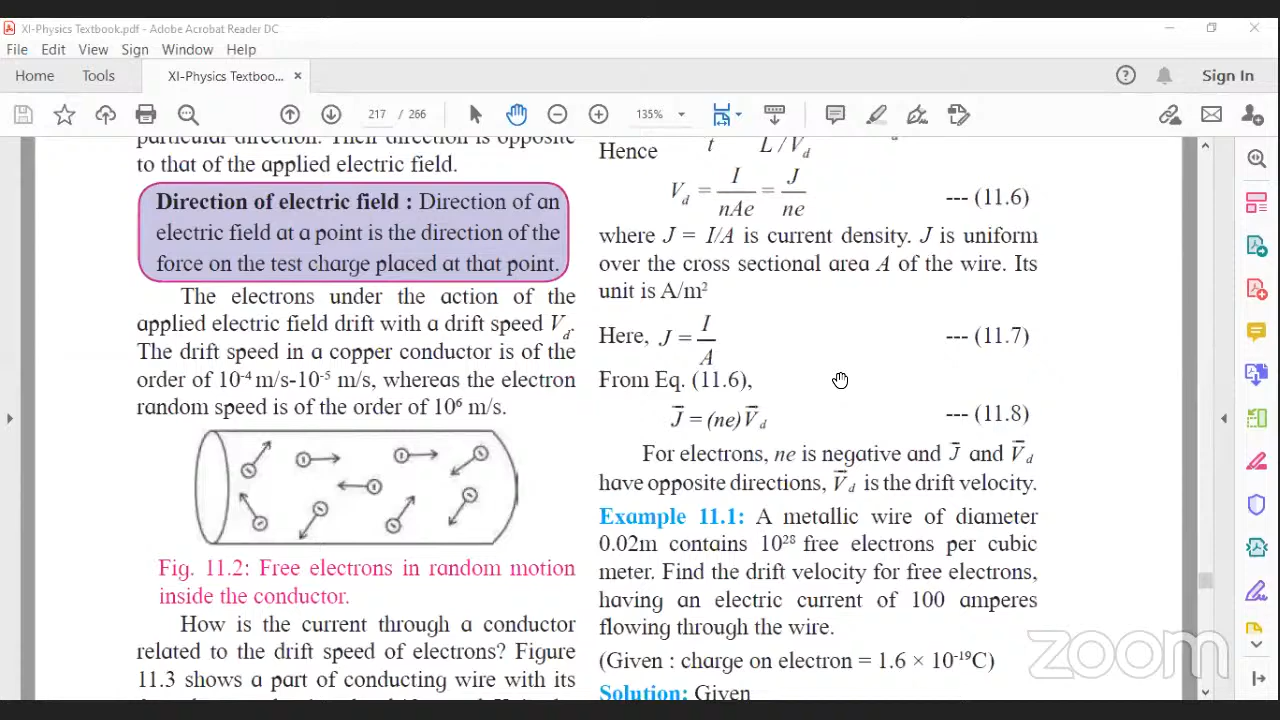 XI-Physics Textbook.pdf - Adobe Acrobat Reader DC
File Edit View Sign Window Help
Home Tools XI-Physics Textboo... × Sign In
217 / 266 135%
particular direction. Their direction is opposite
to that of the applied electric field.
Direction of electric field : Direction of an
electric field at a point is the direction of the
force on the test charge placed at that point.
The electrons under the action of the
applied electric field drift with a drift speed V_d.
The drift speed in a copper conductor is of the
order of 10⁻⁴ m/s-10⁻⁵ m/s, whereas the electron
random speed is of the order of 10⁶ m/s.
Fig. 11.2: Free electrons in random motion
inside the conductor.
How is the current through a conductor
related to the drift speed of electrons? Figure
11.3 shows a part of conducting wire with its
Hence t L / V_d
V_d = I/nAe = J/ne --- (11.6)
where J = I/A is current density. J is uniform
over the cross sectional area A of the wire. Its
unit is A/m²
Here, J = I/A --- (11.7)
From Eq. (11.6),
J̄ = (ne) V̄_d --- (11.8)
For electrons, ne is negative and J̄ and V̄_d
have opposite directions, V̄_d is the drift velocity.
Example 11.1: A metallic wire of diameter
0.02m contains 10²⁸ free electrons per cubic
meter. Find the drift velocity for free electrons,
having an electric current of 100 amperes
flowing through the wire.
(Given : charge on electron = 1.6 × 10⁻¹⁹C)
Solution: Given
zoom